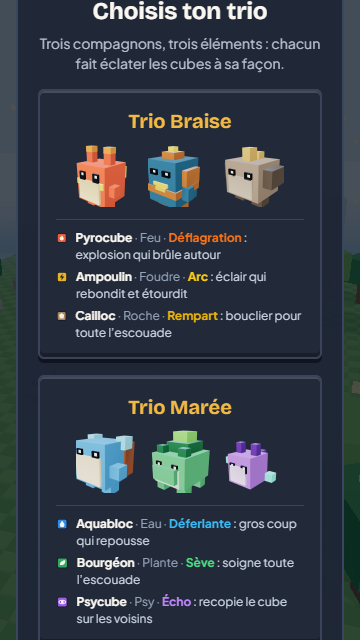 Choisis ton trio
Trois compagnons, trois éléments : chacun
fait éclater les cubes à sa façon.
Trio Braise
Pyrocube · Feu · Déflagration :
explosion qui brûle autour
Ampoulin · Foudre · Arc : éclair qui
rebondit et étourdit
Cailloc · Roche · Rempart : bouclier pour
toute l'escouade
Trio Marée
Aquabloc · Eau · Déferlante : gros coup
qui repousse
Bourgéon · Plante · Sève : soigne toute
l'escouade
Psycube · Psy · Écho : recopie le cube
sur les voisins